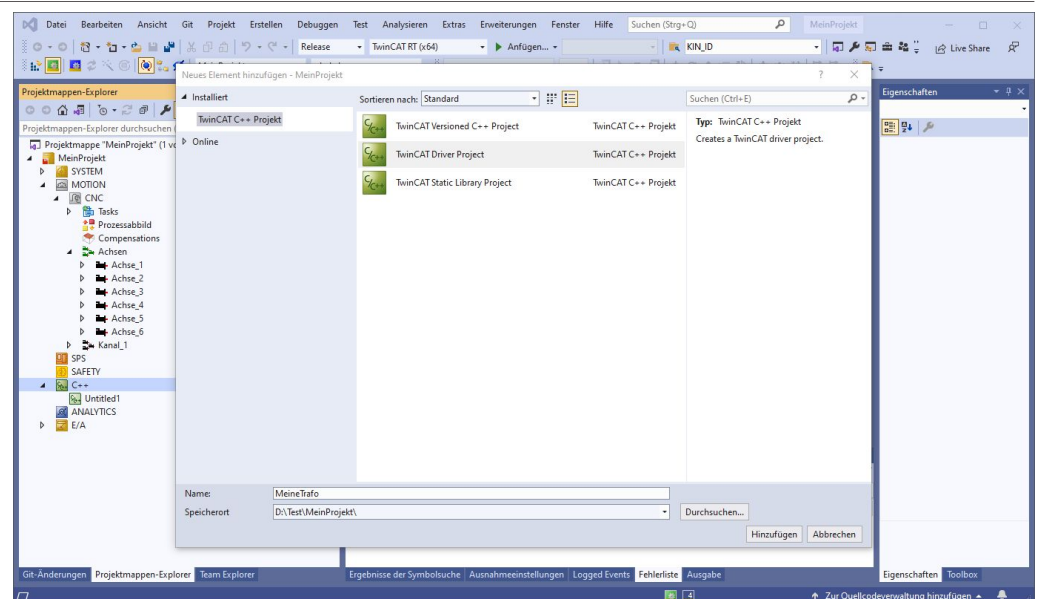 Datei Bearbeiten Ansicht Git Projekt Erstellen Debuggen Test Analysieren Extras Erweiterungen Fenster Hilfe Suchen (Strg+Q) MeinProjekt
Release TwinCAT RT (x64) Anfügen... KIN_ID Live Share
Neues Element hinzufügen - MeinProjekt ? ×
Projektmappen-Explorer
Projektmappen-Explorer durchsuchen (
Projektmappe "MeinProjekt" (1 vo
MeinProjekt
SYSTEM
MOTION
CNC
Tasks
Prozessabbild
Compensations
Achsen
Achse_1
Achse_2
Achse_3
Achse_4
Achse_5
Achse_6
Kanal_1
SPS
SAFETY
C++
Untitled1
ANALYTICS
E/A
Installiert
TwinCAT C++ Projekt
Online
Sortieren nach: Standard
TwinCAT Versioned C++ Project TwinCAT C++ Projekt
TwinCAT Driver Project TwinCAT C++ Projekt
TwinCAT Static Library Project TwinCAT C++ Projekt
Suchen (Ctrl+E)
Typ: TwinCAT C++ Projekt
Creates a TwinCAT driver project.
Eigenschaften
Name: MeineTrafo
Speicherort D:\Test\MeinProjekt\ Durchsuchen...
Hinzufügen Abbrechen
Git-Änderungen Projektmappen-Explorer Team Explorer Ergebnisse der Symbolsuche Ausnahmeeinstellungen Logged Events Fehlerliste Ausgabe Eigenschaften Toolbox
4 Zur Quellcodeverwaltung hinzufügen